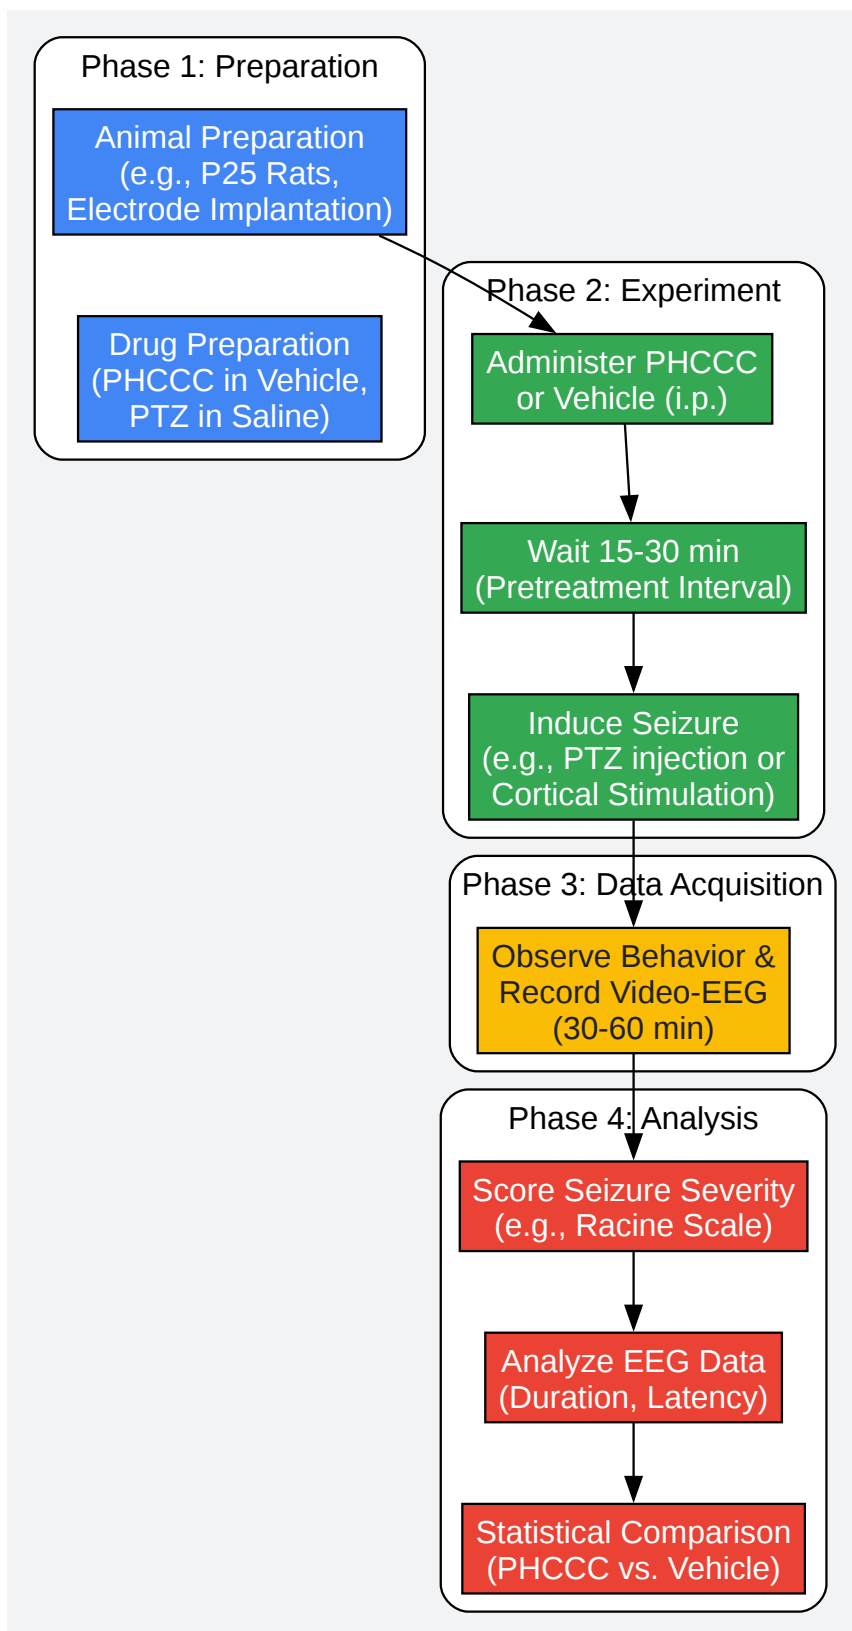 Phase 1: Preparation
Animal Preparation
(e.g., P25 Rats,
Electrode Implantation)
Drug Preparation
(PHCCC in Vehicle,
PTZ in Saline)
Phase 2: Experiment
Administer PHCCC
or Vehicle (i.p.)
Wait 15-30 min
(Pretreatment Interval)
Induce Seizure
(e.g., PTZ injection or
Cortical Stimulation)
Phase 3: Data Acquisition
Observe Behavior &
Record Video-EEG
(30-60 min)
Phase 4: Analysis
Score Seizure Severity
(e.g., Racine Scale)
Analyze EEG Data
(Duration, Latency)
Statistical Comparison
(PHCCC vs. Vehicle)